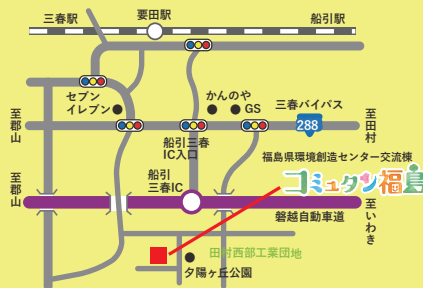 三春駅
要田駅
船引駅
セブン
イレブン
かんのや
GS
三春バイパス
288
至郡山
至田村
船引三春
IC入口
福島県環境創造センター交流棟
コミュタン福島
船引
三春IC
至郡山
磐越自動車道
至いわき
田村西部工業団地
夕陽ヶ丘公園